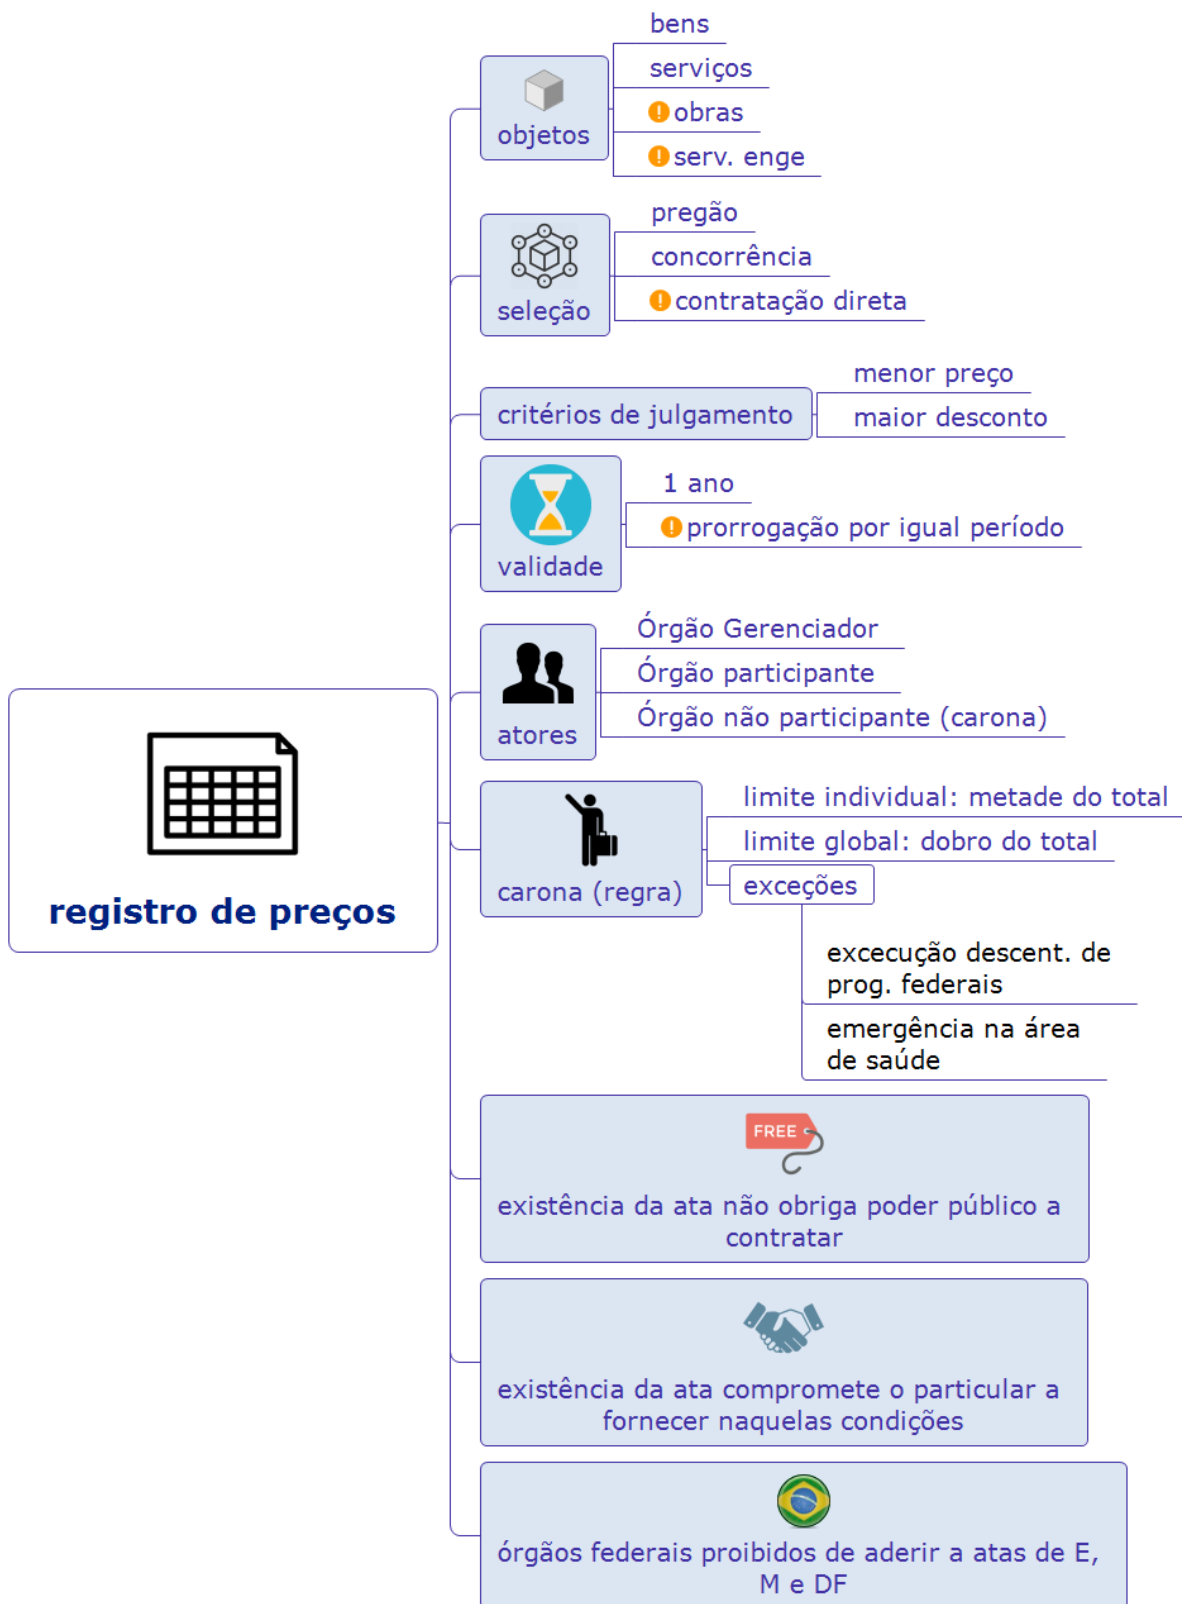 bens
serviços
obras
serv. enge
objetos
pregão
concorrência
contratação direta
seleção
menor preço
critérios de julgamento
maior desconto
1 ano
prorrogação por igual período
validade
Órgão Gerenciador
Órgão participante
Órgão não participante (carona)
atores
registro de preços
limite individual: metade do total
limite global: dobro do total
carona (regra)
exceções
excecução descent. de
prog. federais
emergência na área
de saúde
FREE
existência da ata não obriga poder público a
contratar
existência da ata compromete o particular a
fornecer naquelas condições
órgãos federais proibidos de aderir a atas de E,
M e DF